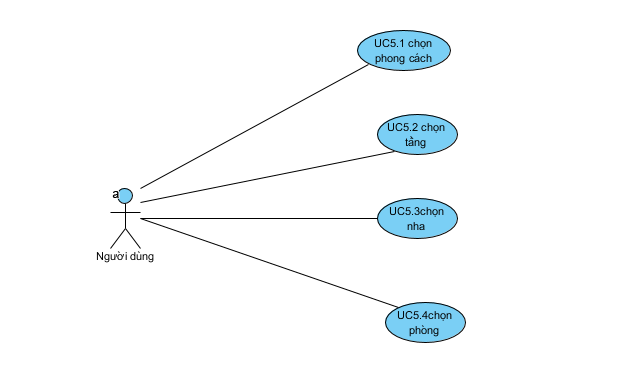 UC5.1 chọn
phong cách
UC5.2 chọn
tầng
a
UC5.3chọn
nha
Người dùng
UC5.4chọn
phòng